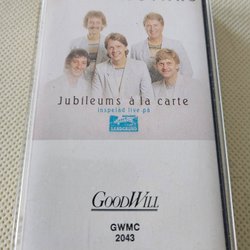 Jubileums à la carte
inspelad live på
GOODWILL
GWMC
2043